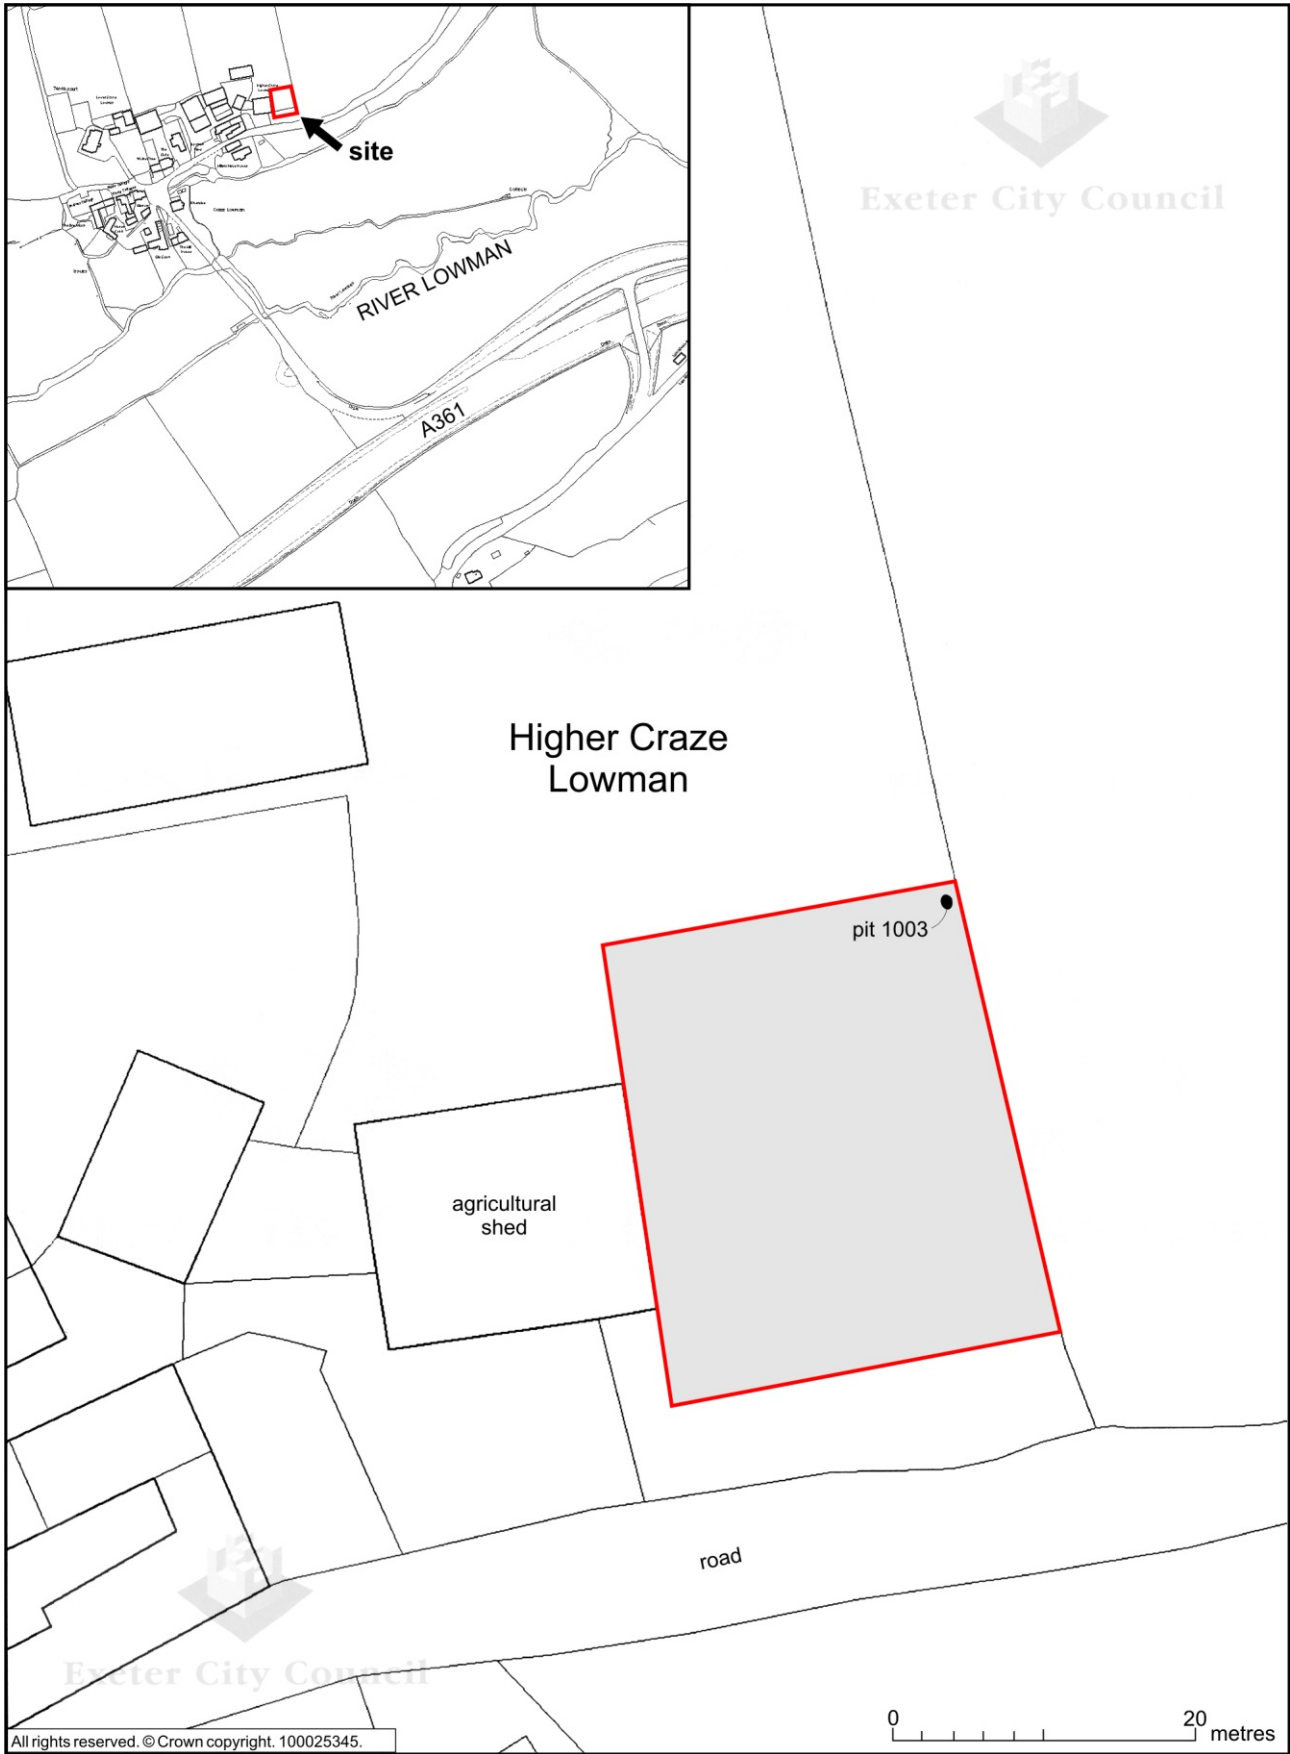 site
RIVER LOWMAN
A361
Exeter City Council
Higher Craze
Lowman
pit 1003
agricultural
shed
road
Exeter City Council
0 20 metres
All rights reserved. © Crown copyright. 100025345.